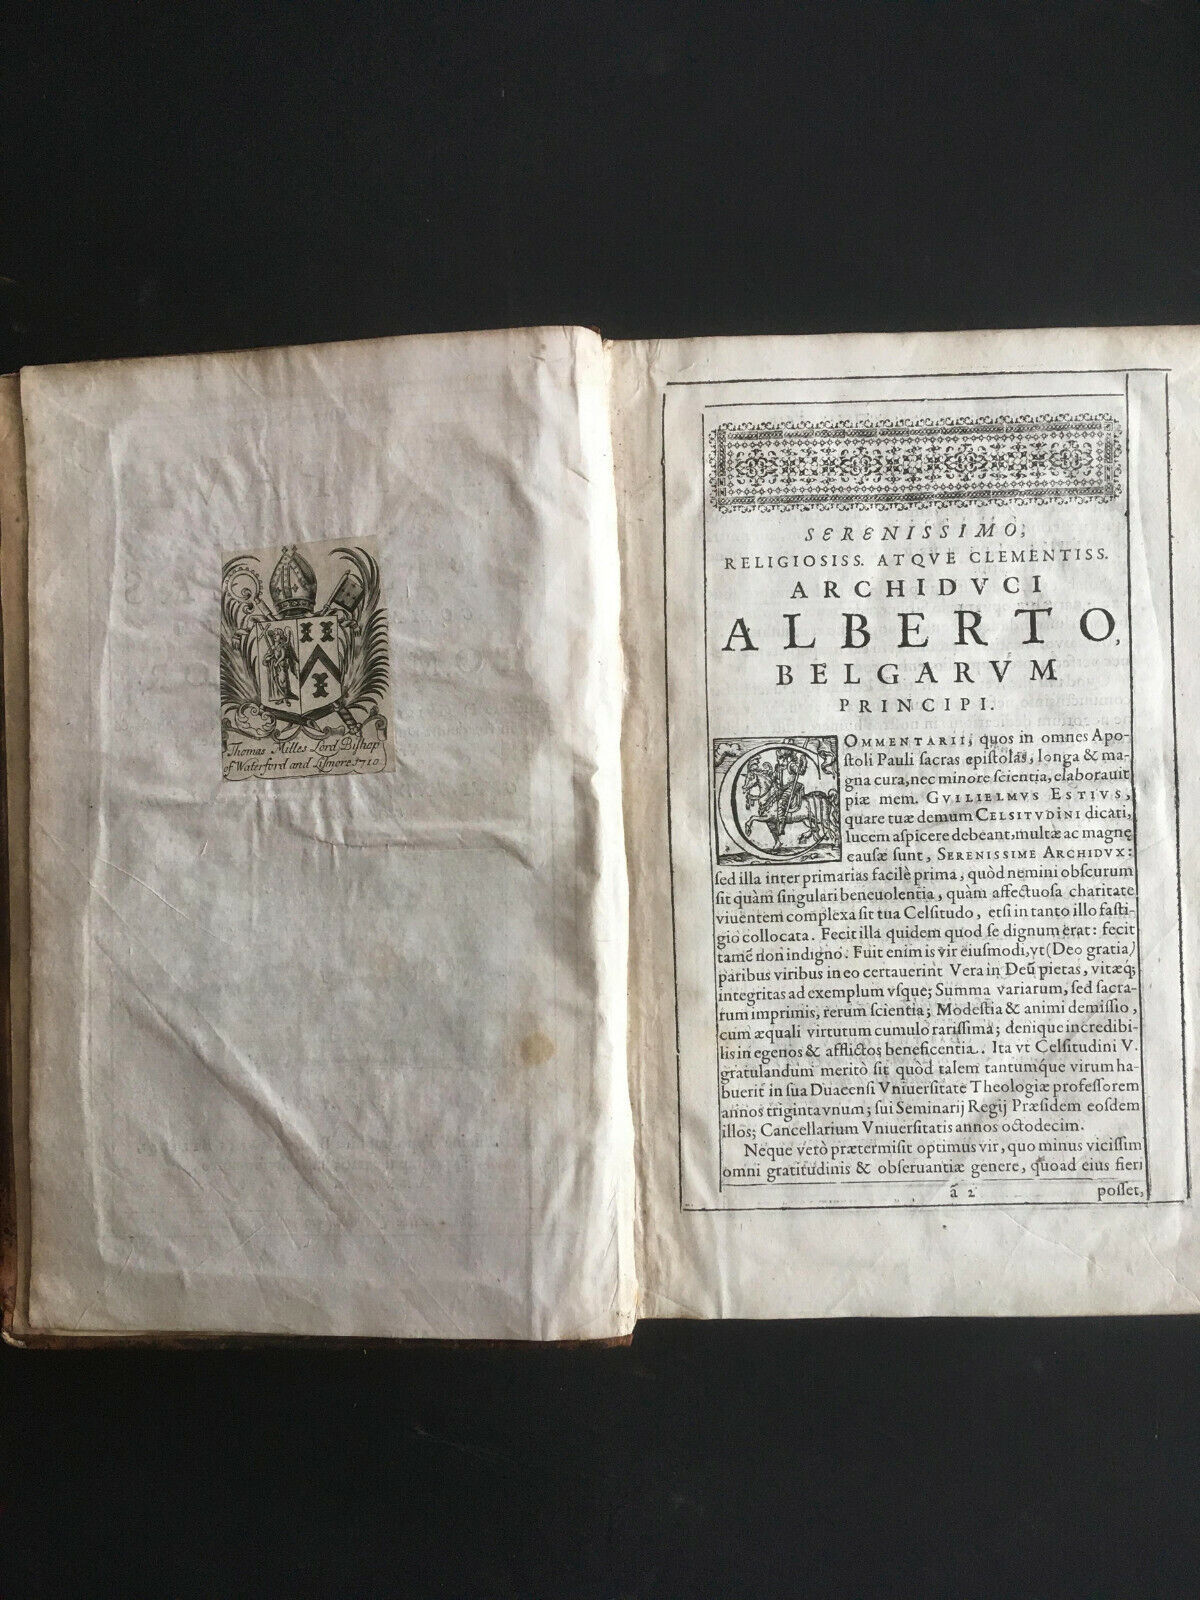 Thomas Milles Lord Bishop
of Waterford and Lismore 1710
SERENISSIMO,
RELIGIOSISS. ATQVE CLEMENTISS.
ARCHIDVCI
ALBERTO,
BELGARVM
PRINCIPI.
COMMENTARII, quos in omnes Apo-
ſtoli Pauli ſacras epiſtolas, longa & ma-
gna cura, nec minore ſcientia, elaborauit
piæ mem. GVILIELMVS ESTIVS,
quare tuæ demum CELSITVDINI dicati,
lucem aſpicere debeant, multæ ac magnę
cauſæ ſunt, SERENISSIME ARCHIDVX:
ſed illa inter primarias facilè prima, quòd nemini obſcurum
ſit quàm ſingulari beneuolentia, quàm affectuoſa charitate
viuentem complexa ſit tua Celſitudo, etſi in tanto illo faſti-
gio collocata. Fecit illa quidem quod ſe dignum erat: fecit
tamē non indigno. Fuit enim is vir eiuſmodi, vt (Deo gratia)
paribus viribus in eo certauerint Vera in Deū pietas, vitæq́;
integritas ad exemplum vſque; Summa variarum, ſed ſacra-
rum imprimis, rerum ſcientia; Modeſtia & animi demiſſio,
cum æquali virtutum cumulo rariſſima; denique incredibi-
lis in egenos & afflictos beneficentia. Ita vt Celſitudini V.
gratulandum meritò ſit quòd talem tantumque virum ha-
buerit in ſua Duacenſi Vniuerſitate Theologiæ profeſſorem
annos triginta vnum; ſui Seminarij Regij Præſidem eoſdem
illos; Cancellarium Vniuerſitatis annos octodecim.
Neque verò prætermiſit optimus vir, quo minus viciſſim
omni gratitudinis & obſeruantiæ genere, quoad eius fieri
ā 2 poſſet,